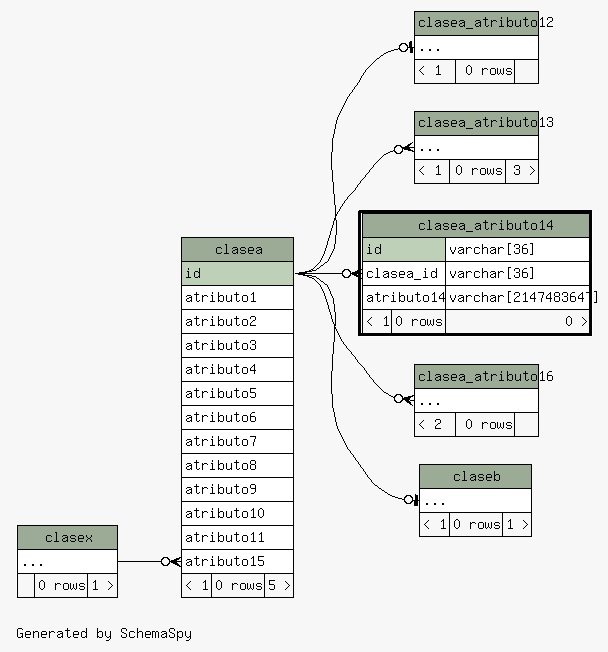 clasea_atributo12
...
< 1 0 rows
clasea_atributo13
...
< 1 0 rows 3 >
clasea_atributo14
id varchar[36]
clasea_id varchar[36]
atributo14 varchar[2147483647]
< 1 0 rows 0 >
clasea
id
atributo1
atributo2
atributo3
atributo4
atributo5
atributo6
atributo7
atributo8
atributo9
atributo10
atributo11
atributo15
< 1 0 rows 5 >
clasea_atributo16
...
< 2 0 rows
claseb
...
< 1 0 rows 1 >
clasex
...
0 rows 1 >
Generated by SchemaSpy